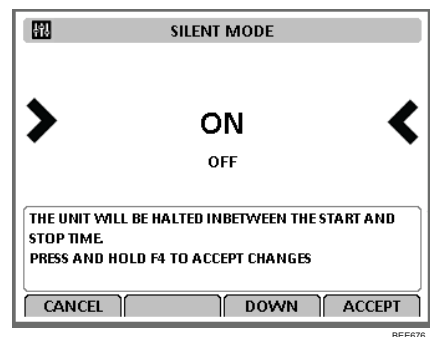 SILENT MODE
ON
OFF
THE UNIT WILL BE HALTED INBETWEEN THE START AND
STOP TIME.
PRESS AND HOLD F4 TO ACCEPT CHANGES
CANCEL DOWN ACCEPT
BEE676